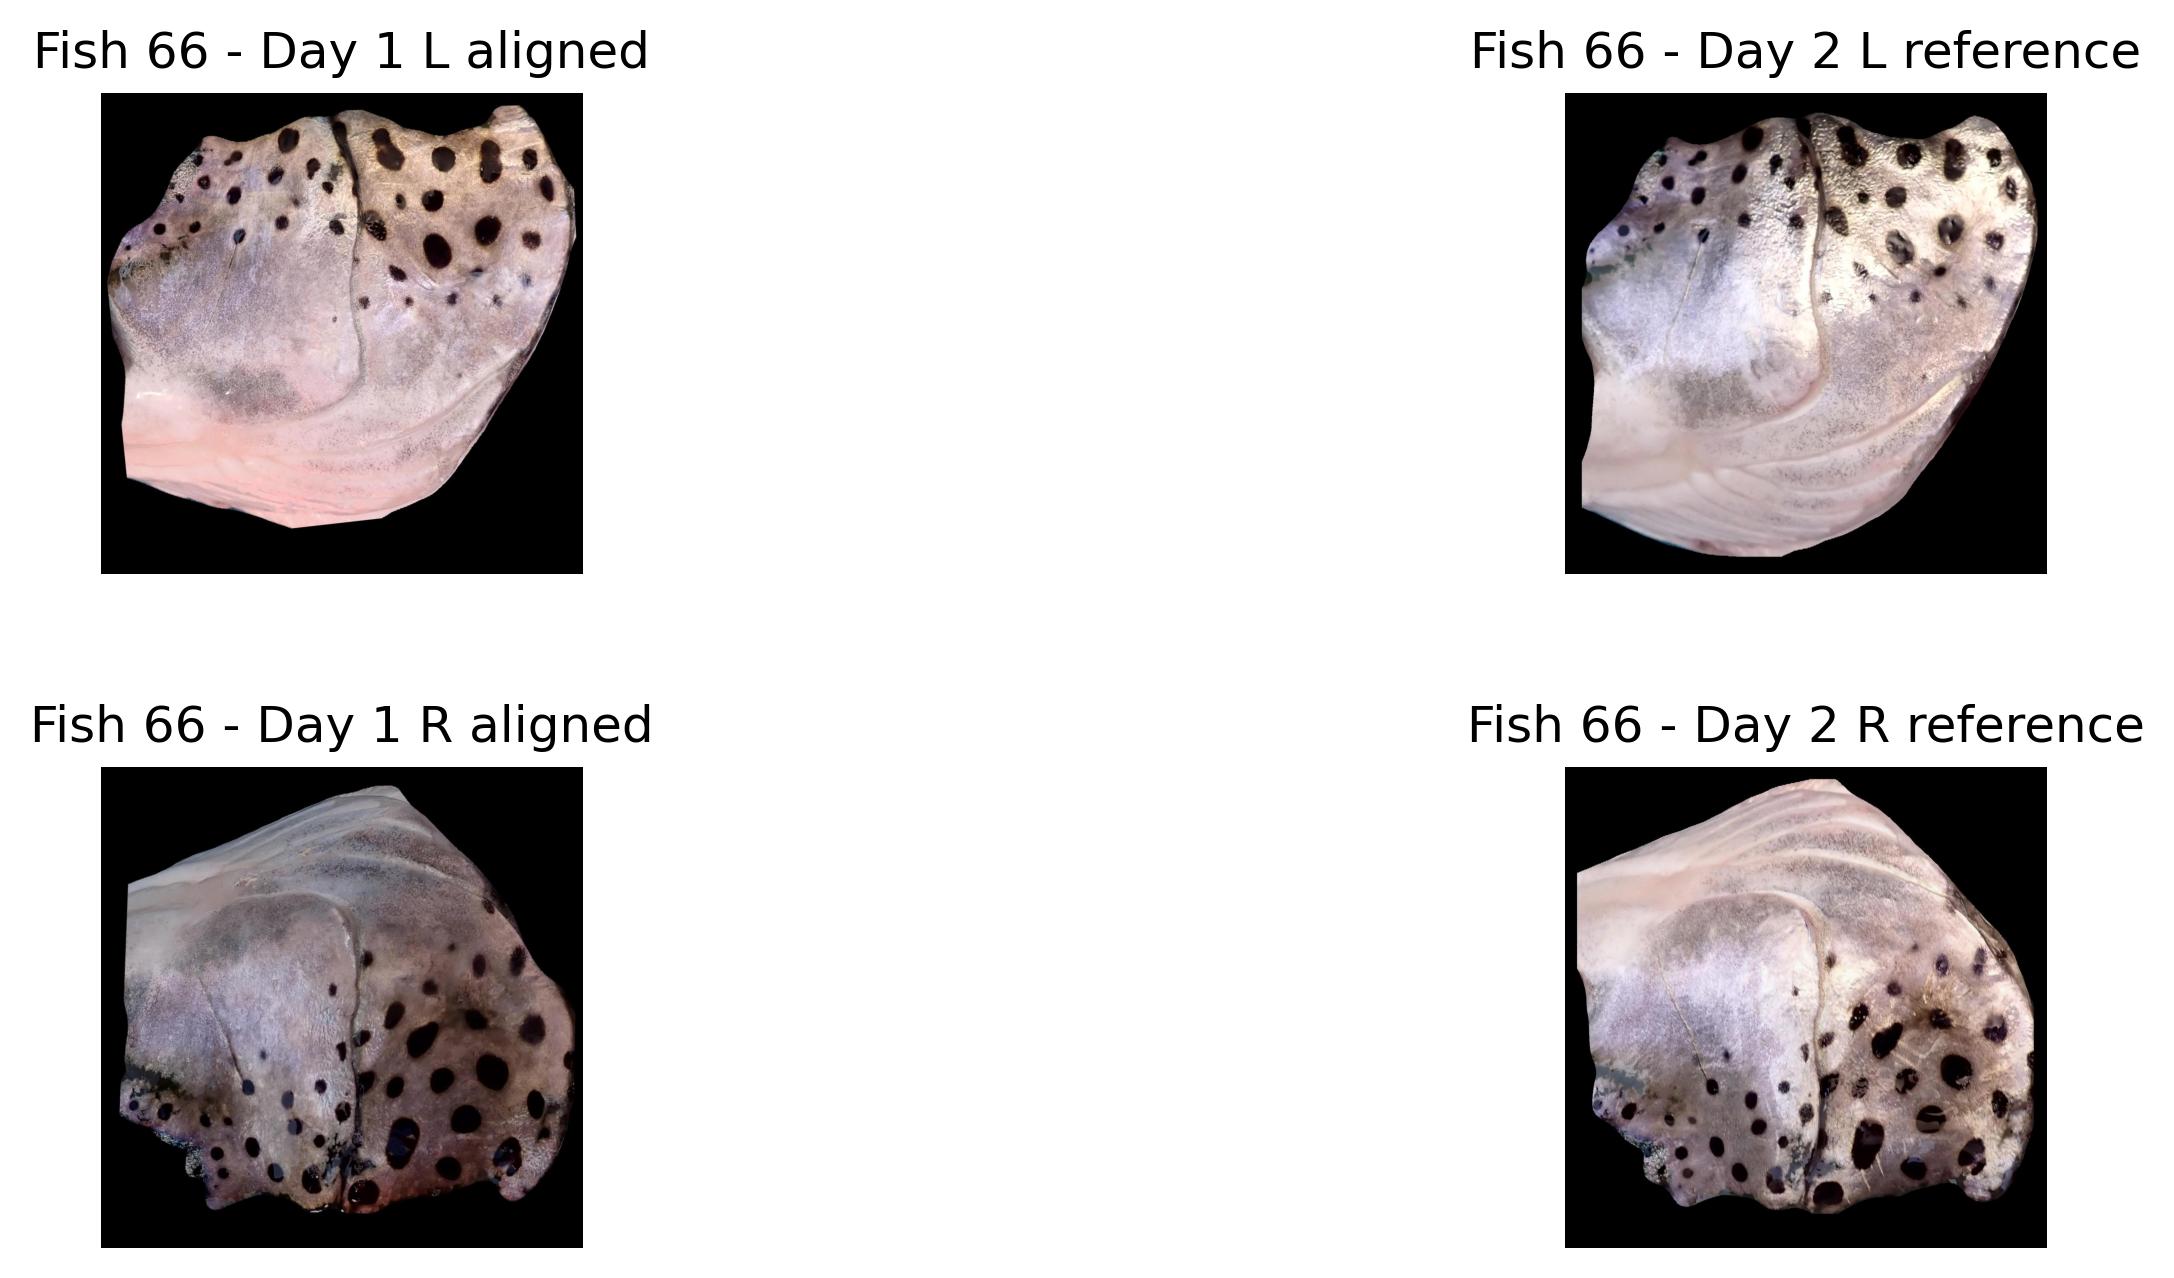 Fish 66 - Day 1 L aligned
Fish 66 - Day 2 L reference
Fish 66 - Day 1 R aligned
Fish 66 - Day 2 R reference